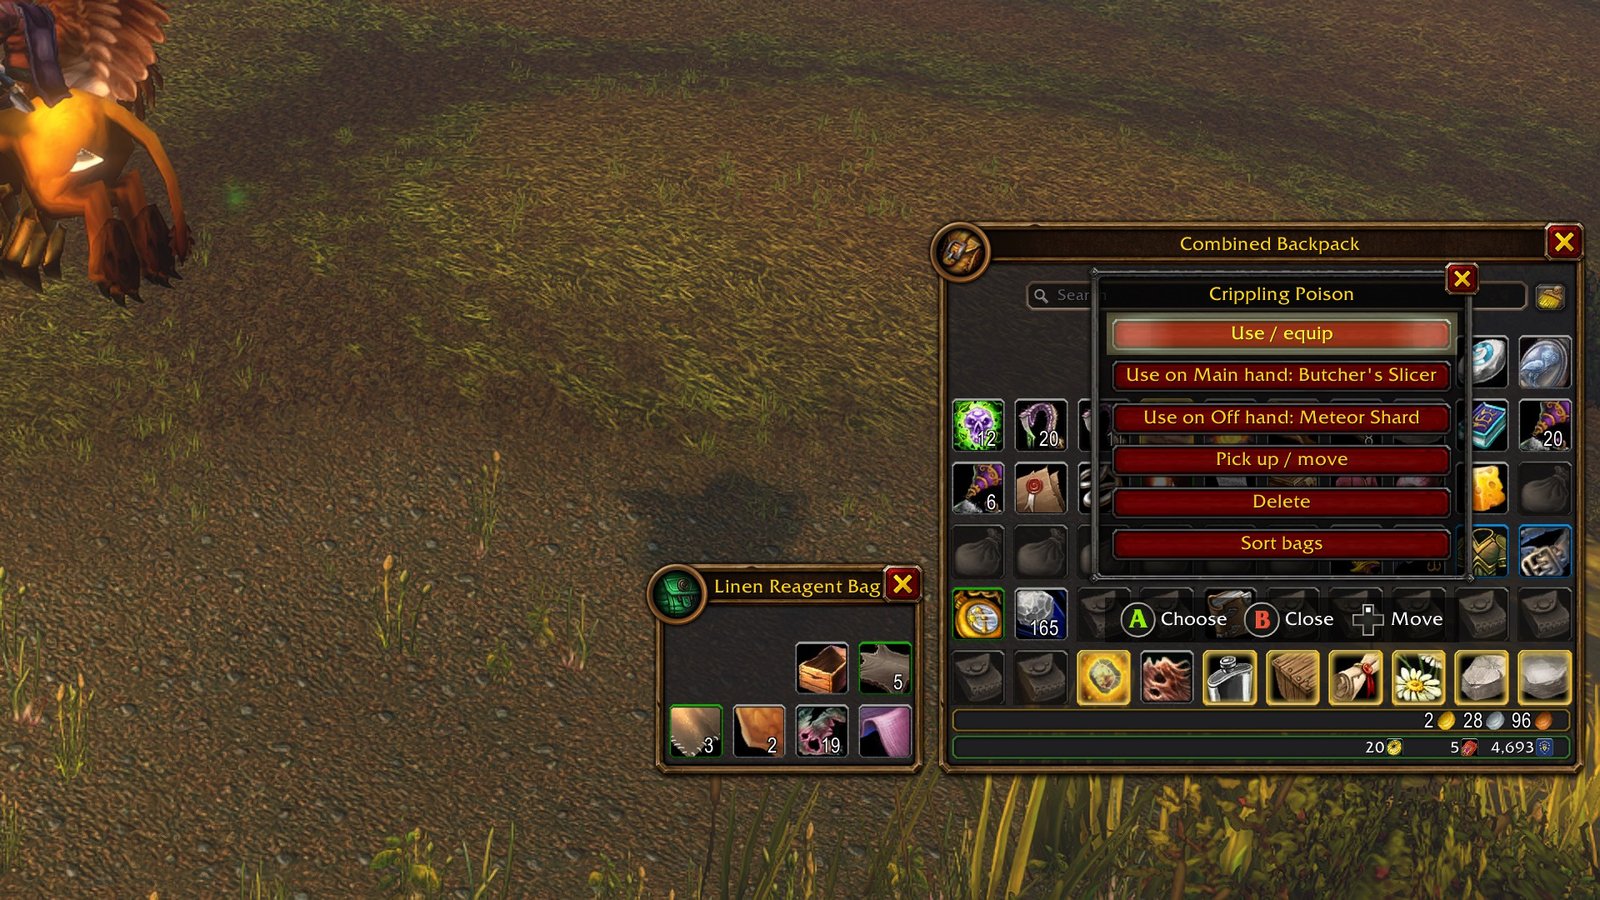 Combined Backpack
Sear
Crippling Poison
Use / equip
Use on Main hand: Butcher's Slicer
Use on Off hand: Meteor Shard
Pick up / move
Delete
Sort bags
12
20
20
6
165
A Choose B Close Move
2 28 96
20 5 4,693
Linen Reagent Bag
5
3 2 19